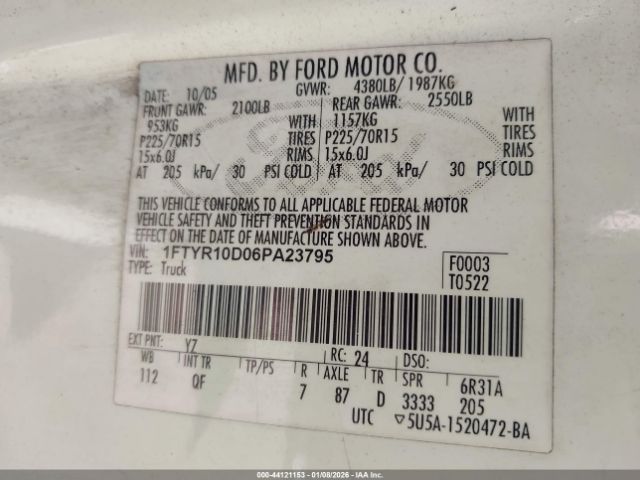 MFD. BY FORD MOTOR CO.
DATE: 10/05 GVWR: 4380LB/ 1987KG
FRONT GAWR: 2100LB REAR GAWR: 2550LB
953KG WITH 1157KG WITH
P225/70R15 TIRES P225/70R15 TIRES
15x6.0J RIMS 15x6.0J RIMS
AT 205 kPa/ 30 PSI COLD AT 205 kPa/ 30 PSI COLD
THIS VEHICLE CONFORMS TO ALL APPLICABLE FEDERAL MOTOR
VEHICLE SAFETY AND THEFT PREVENTION STANDARDS IN
EFFECT ON THE DATE OF MANUFACTURE SHOWN ABOVE.
VIN: 1FTYR10D06PA23795 F0003
TYPE: Truck T0522
EXT PNT: YZ RC: 24 DSO:
WB INT TR TP/PS R AXLE TR SPR 6R31A
112 QF 7 87 D 3333 205
UTC ▽5U5A-1520472-BA
000-44121153 - 01/08/2026 - IAAI.com